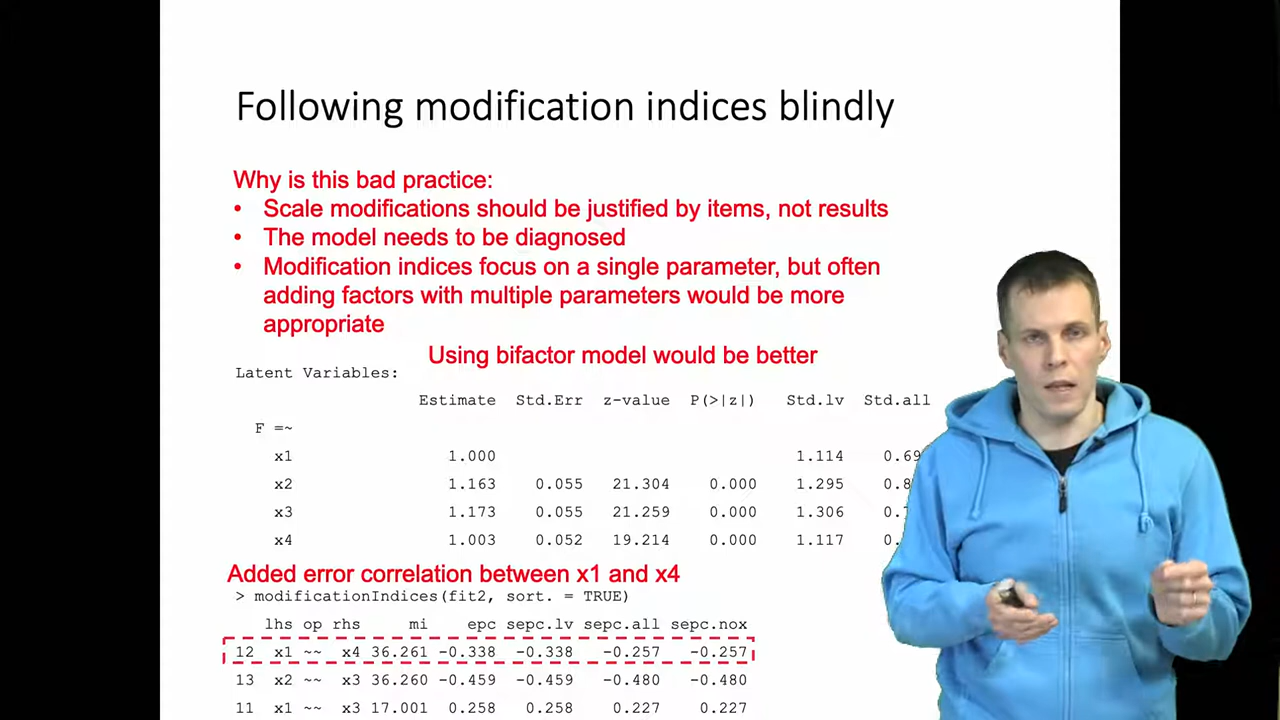 Following modification indices blindly
Why is this bad practice:
• Scale modifications should be justified by items, not results
• The model needs to be diagnosed
• Modification indices focus on a single parameter, but often
adding factors with multiple parameters would be more
appropriate
Using bifactor model would be better
Latent Variables:
Estimate Std.Err z-value P(>|z|) Std.lv Std.all
F =~
x1 1.000 1.114
x2 1.163 0.055 21.304 0.000 1.295
x3 1.173 0.055 21.259 0.000 1.306
x4 1.003 0.052 19.214 0.000 1.117
Added error correlation between x1 and x4
> modificationIndices(fit2, sort. = TRUE)
lhs op rhs mi epc sepc.lv sepc.all sepc.nox
12 x1 ~~ x4 36.261 -0.338 -0.338 -0.257 -0.257
13 x2 ~~ x3 36.260 -0.459 -0.459 -0.480 -0.480
11 x1 ~~ x3 17.001 0.258 0.258 0.227 0.227